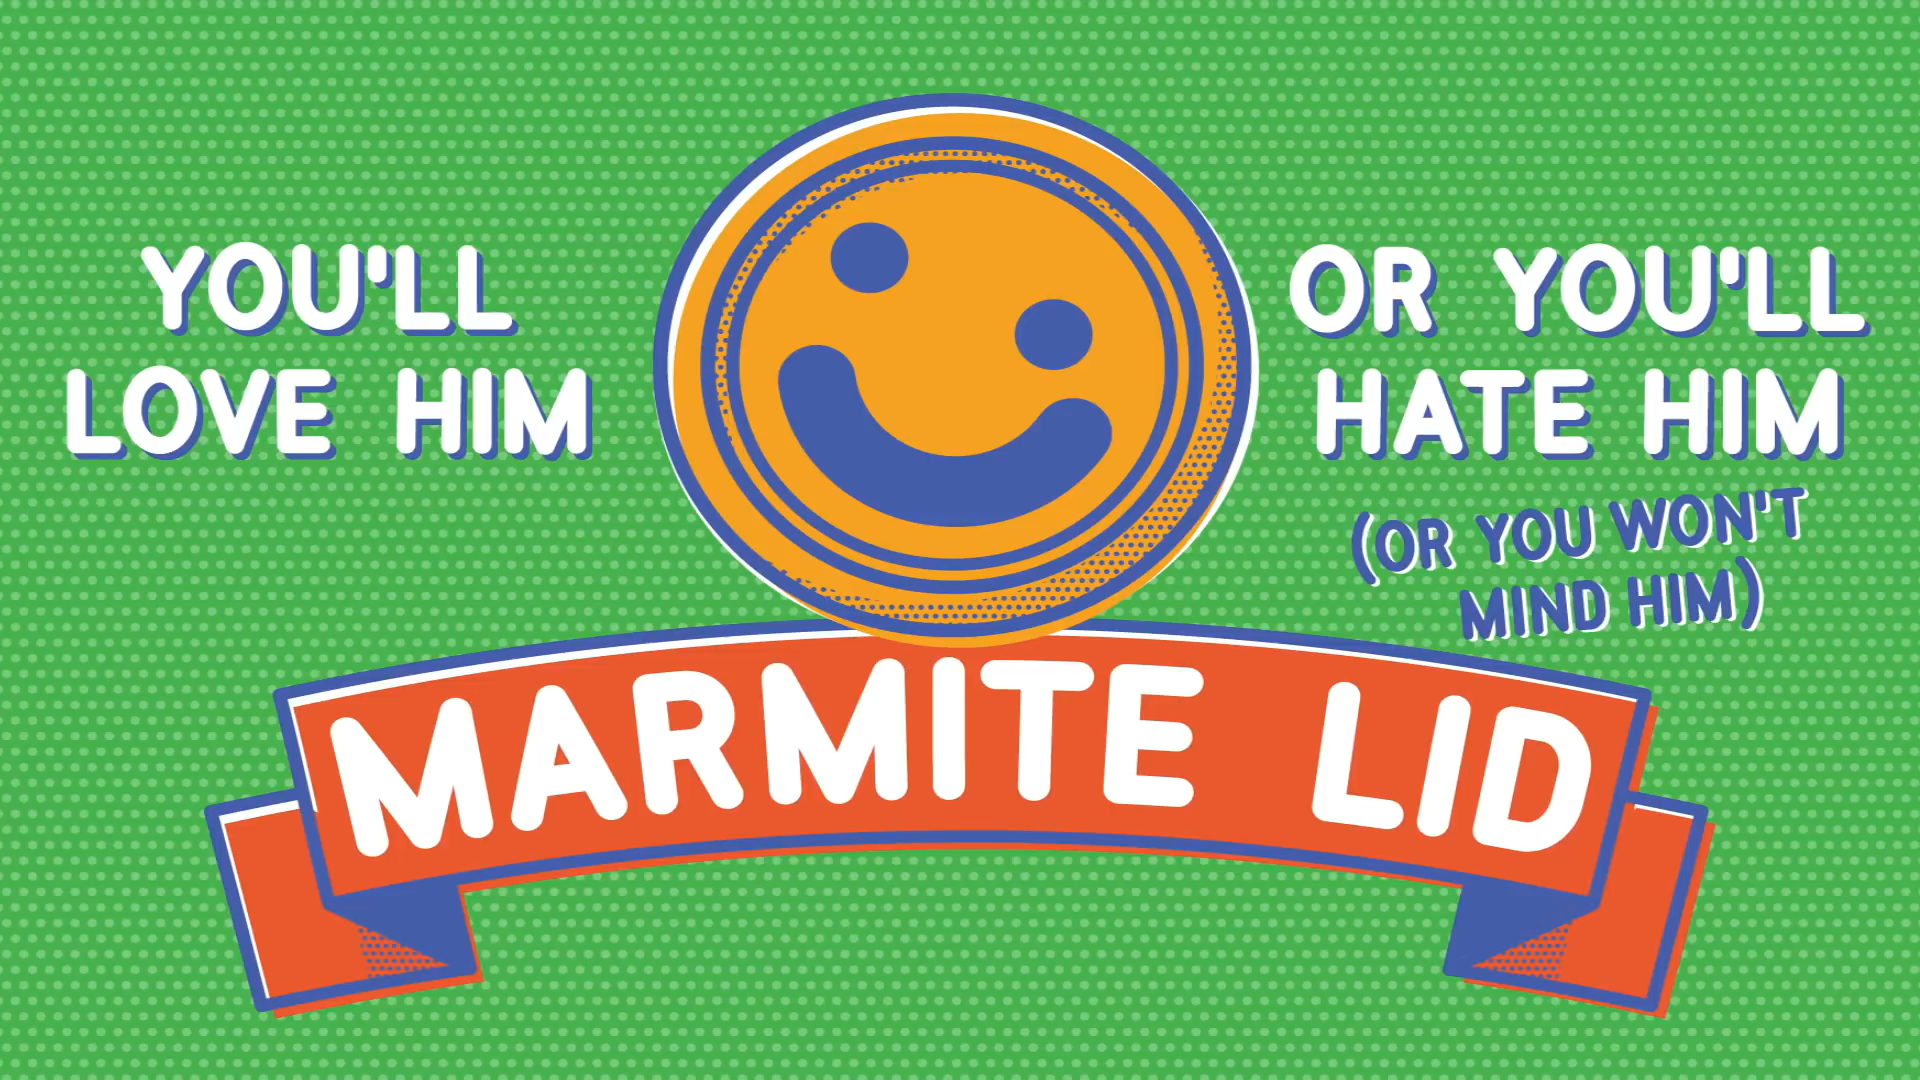 YOU'LL
LOVE HIM
OR YOU'LL
HATE HIM
(OR YOU WON'T
MIND HIM)
MARMITE LID